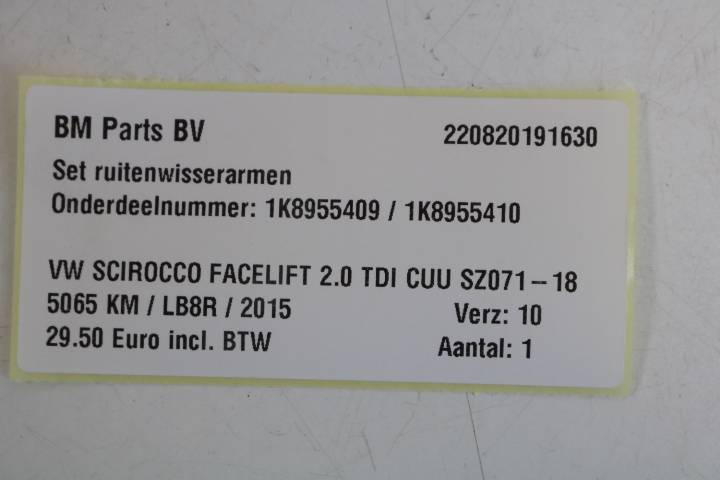 BM Parts BV 220820191630
Set ruitenwisserarmen
Onderdeelnummer: 1K8955409 / 1K8955410
VW SCIROCCO FACELIFT 2.0 TDI CUU SZ071-18
5065 KM / LB8R / 2015 Verz: 10
29.50 Euro incl. BTW Aantal: 1